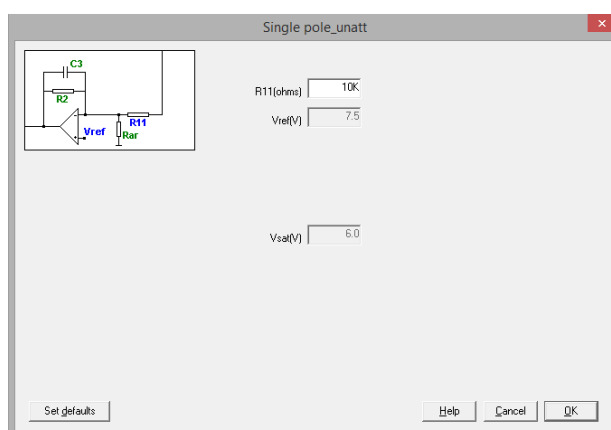 Single pole_unatt
C3
R2
R11
Vref
Rar
R11(ohms) 10K
Vref(V) 7.5
Vsat(V) 6.0
Set defaults
Help Cancel OK